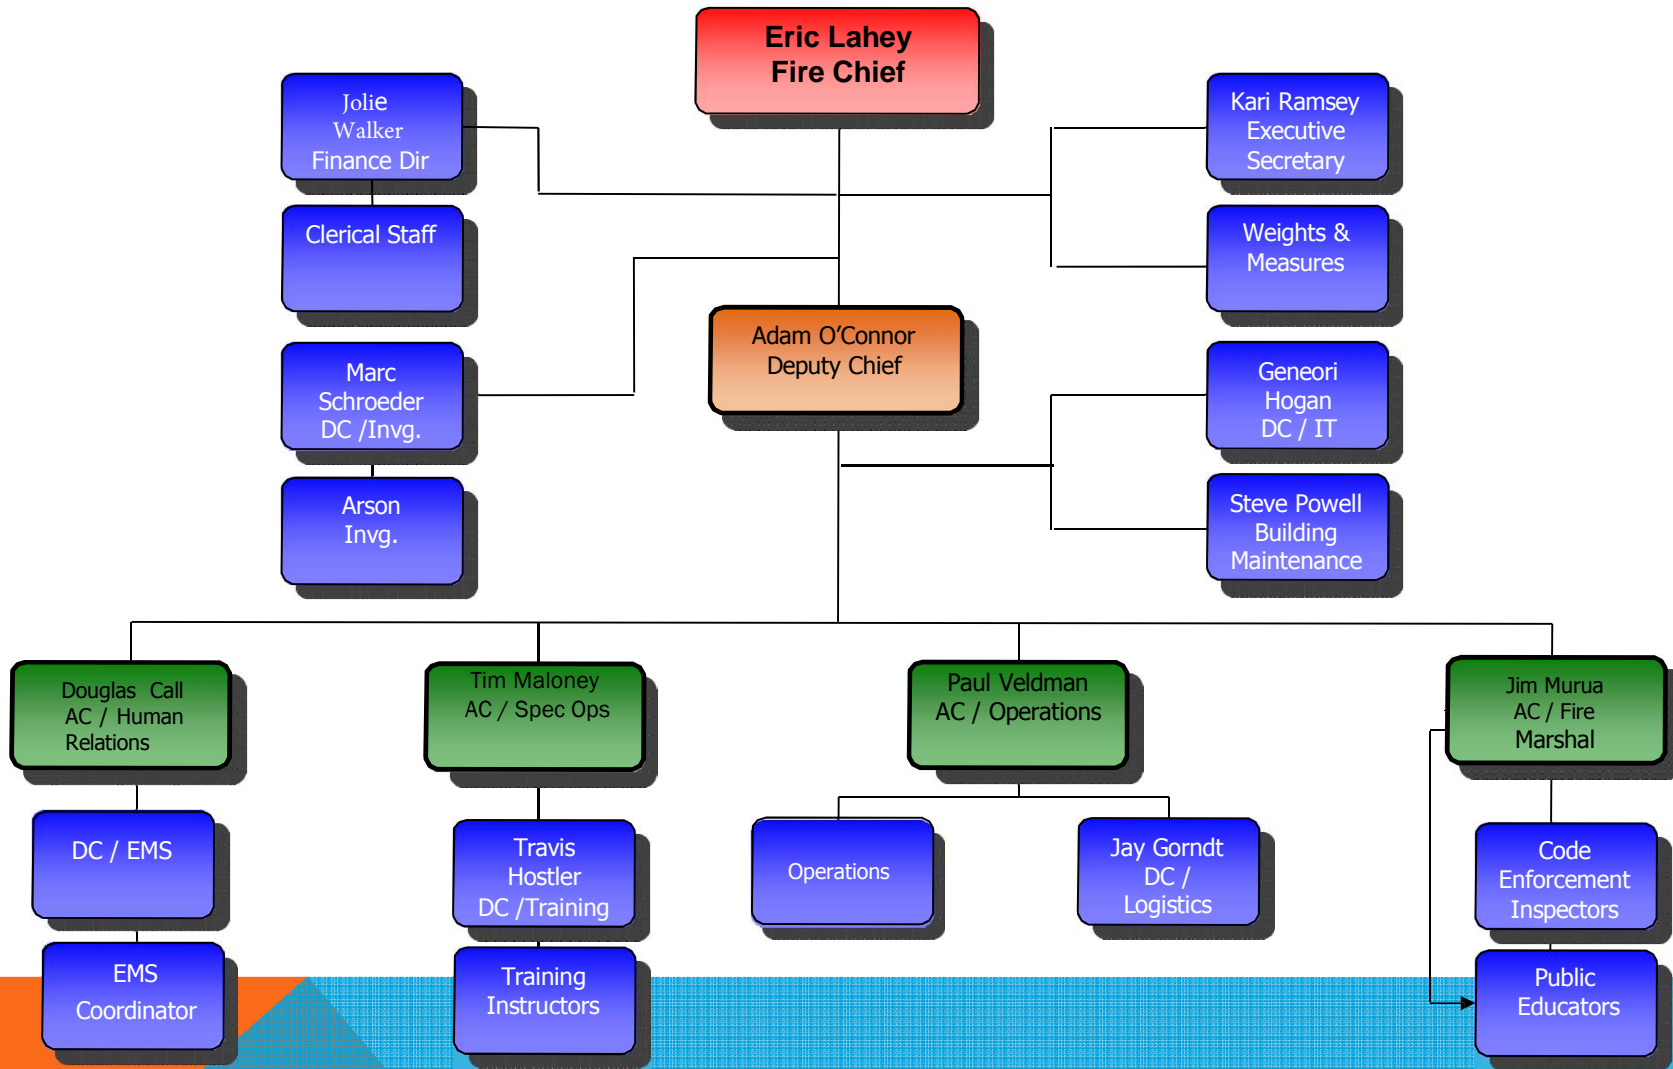 Eric Lahey
Fire Chief
Jolie
Walker
Finance Dir
Kari Ramsey
Executive
Secretary
Clerical Staff
Weights &
Measures
Adam O’Connor
Deputy Chief
Marc
Schroeder
DC /Invg.
Geneori
Hogan
DC / IT
Arson
Invg.
Steve Powell
Building
Maintenance
Douglas Call
AC / Human
Relations
Tim Maloney
AC / Spec Ops
Paul Veldman
AC / Operations
Jim Murua
AC / Fire
Marshal
DC / EMS
Travis
Hostler
DC /Training
Operations
Jay Gorndt
DC /
Logistics
Code
Enforcement
Inspectors
EMS
Coordinator
Training
Instructors
Public
Educators